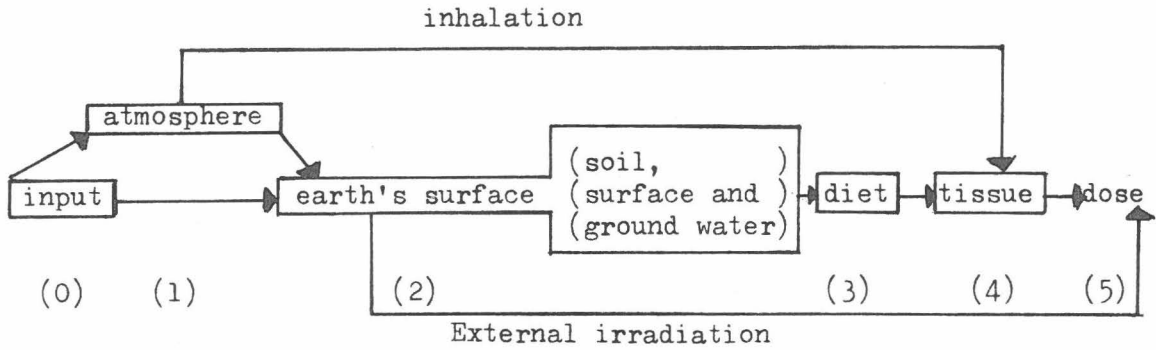 inhalation
atmosphere
input
earth's surface
(soil, )
(surface and )
(ground water)
diet
tissue
dose
(0) (1) (2) (3) (4) (5)
External irradiation